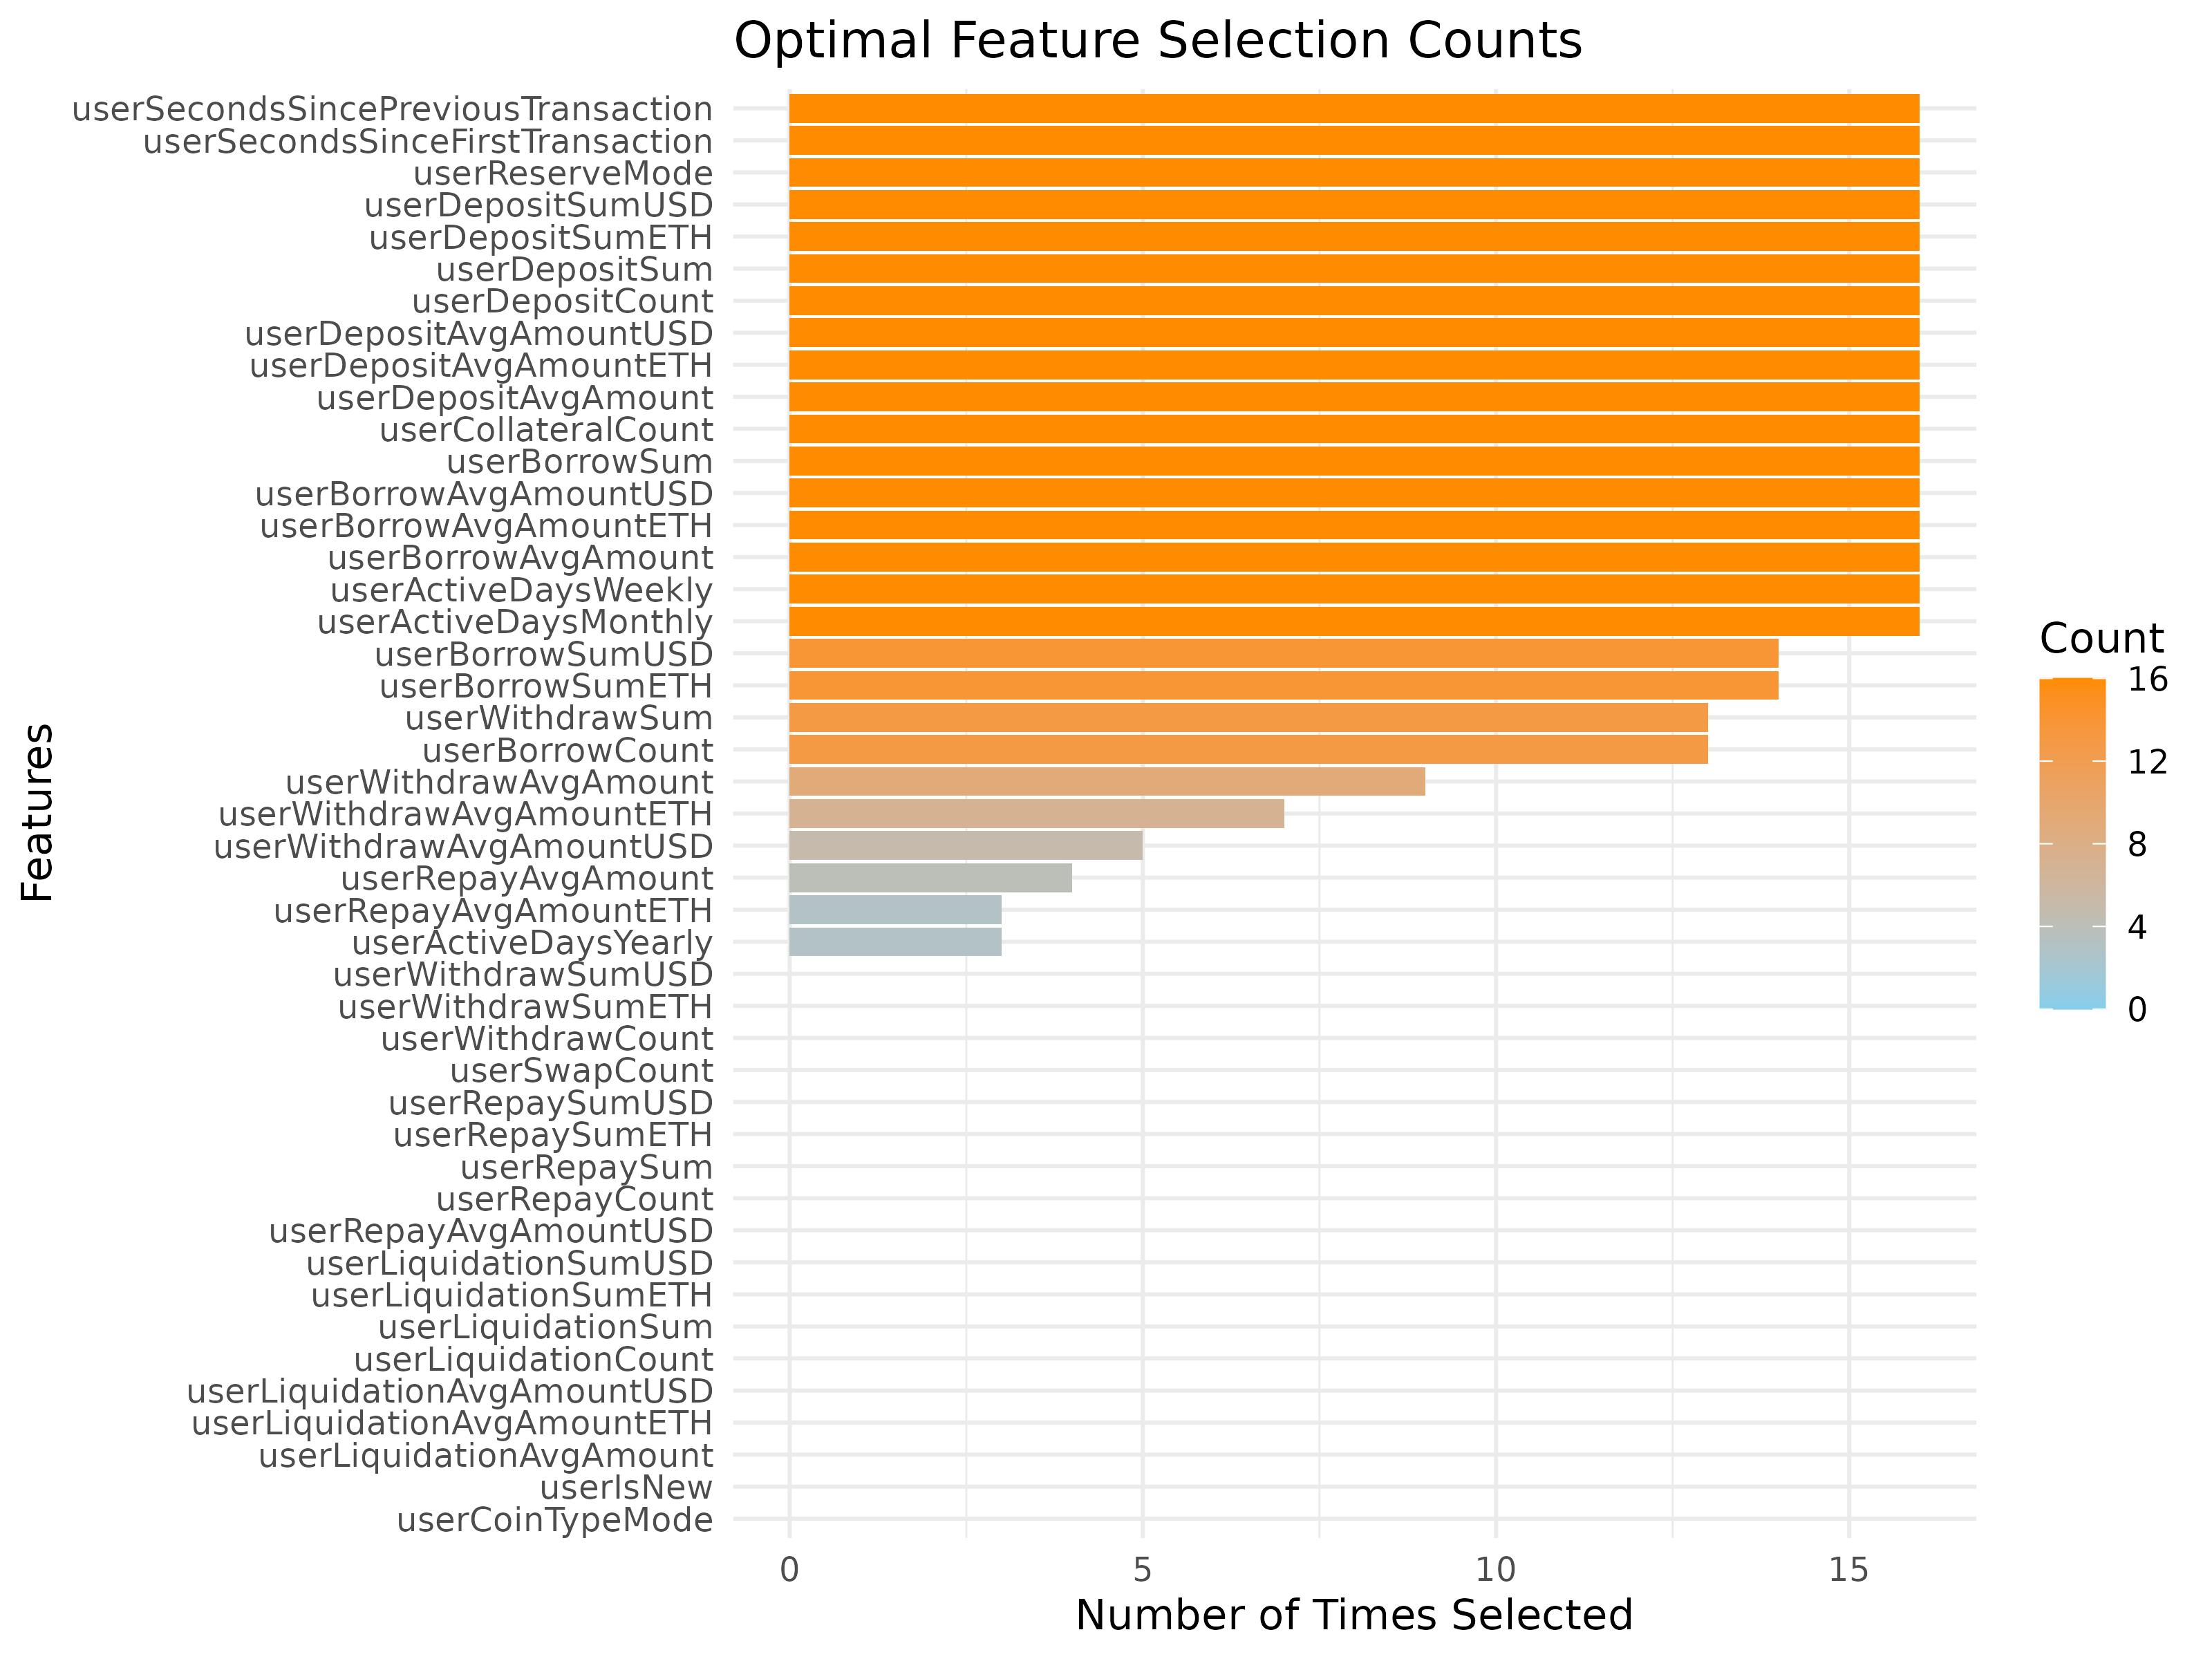 Optimal Feature Selection Counts
userSecondsSincePreviousTransaction
userSecondsSinceFirstTransaction
userReserveMode
userDepositSumUSD
userDepositSumETH
userDepositSum
userDepositCount
userDepositAvgAmountUSD
userDepositAvgAmountETH
userDepositAvgAmount
userCollateralCount
userBorrowSum
userBorrowAvgAmountUSD
userBorrowAvgAmountETH
userBorrowAvgAmount
userActiveDaysWeekly
userActiveDaysMonthly
userBorrowSumUSD
userBorrowSumETH
userWithdrawSum
userBorrowCount
userWithdrawAvgAmount
userWithdrawAvgAmountETH
userWithdrawAvgAmountUSD
userRepayAvgAmount
userRepayAvgAmountETH
userActiveDaysYearly
userWithdrawSumUSD
userWithdrawSumETH
userWithdrawCount
userSwapCount
userRepaySumUSD
userRepaySumETH
userRepaySum
userRepayCount
userRepayAvgAmountUSD
userLiquidationSumUSD
userLiquidationSumETH
userLiquidationSum
userLiquidationCount
userLiquidationAvgAmountUSD
userLiquidationAvgAmountETH
userLiquidationAvgAmount
userIsNew
userCoinTypeMode
Features
0 5 10 15
Number of Times Selected
Count
16
12
8
4
0